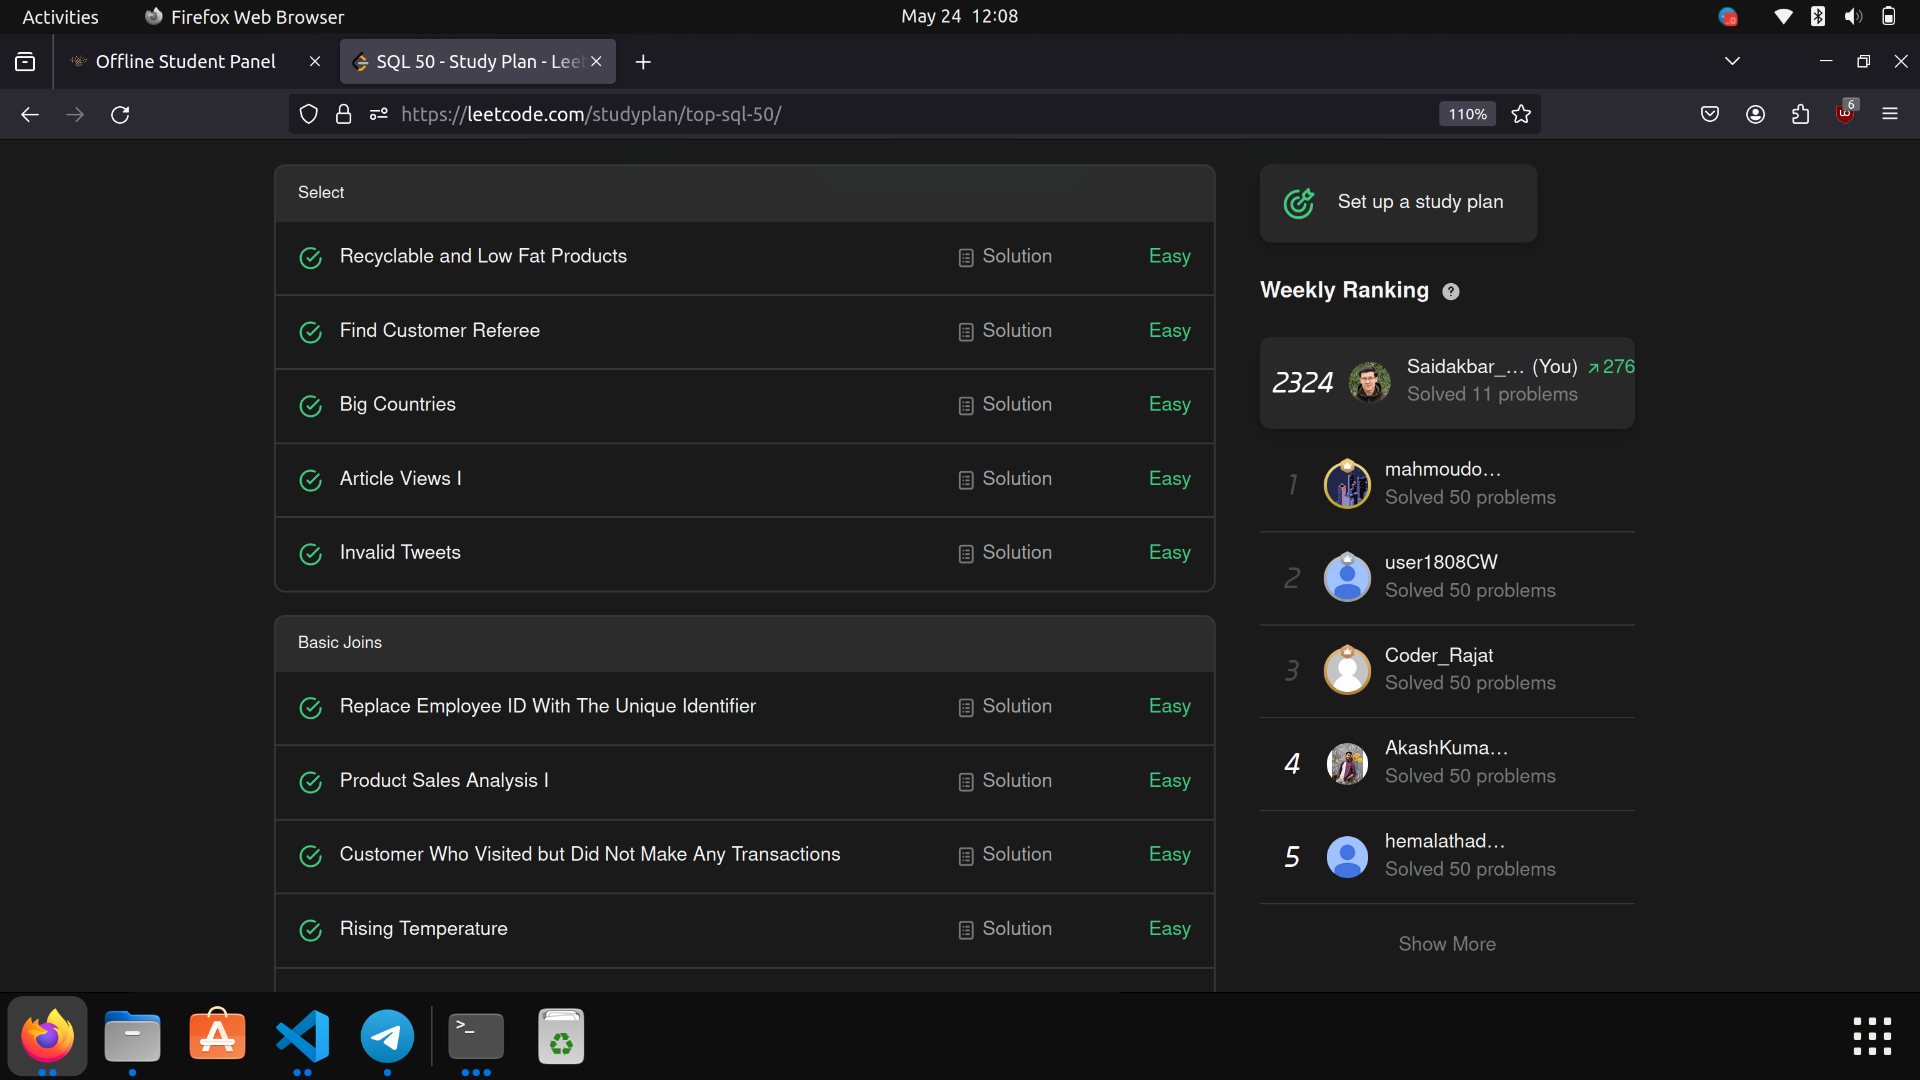 Activities
Firefox Web Browser
May 24 12:08
Offline Student Panel
SQL 50 - Study Plan - Lee
https://leetcode.com/studyplan/top-sql-50/
110%
6
Select
Recyclable and Low Fat Products Solution Easy
Find Customer Referee Solution Easy
Big Countries Solution Easy
Article Views I Solution Easy
Invalid Tweets Solution Easy
Basic Joins
Replace Employee ID With The Unique Identifier Solution Easy
Product Sales Analysis I Solution Easy
Customer Who Visited but Did Not Make Any Transactions Solution Easy
Rising Temperature Solution Easy
Set up a study plan
Weekly Ranking ?
2324 Saidakbar_... (You) 276
Solved 11 problems
1 mahmoudo...
Solved 50 problems
2 user1808CW
Solved 50 problems
3 Coder_Rajat
Solved 50 problems
4 AkashKuma...
Solved 50 problems
5 hemalathad...
Solved 50 problems
Show More